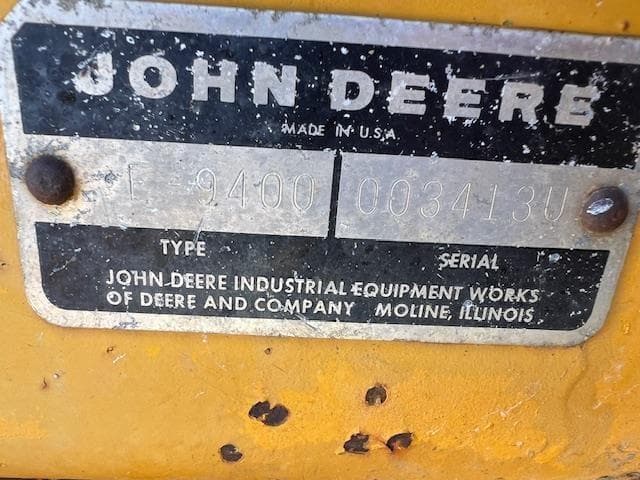 JOHN DEERE
MADE IN U.S.A
9400 003413U
TYPE SERIAL
JOHN DEERE INDUSTRIAL EQUIPMENT WORKS
OF DEERE AND COMPANY MOLINE, ILLINOIS